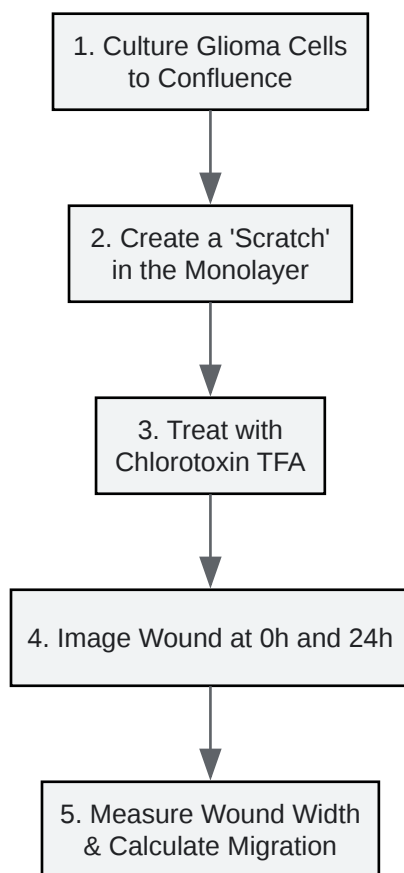 1. Culture Glioma Cells
to Confluence
2. Create a 'Scratch'
in the Monolayer
3. Treat with
Chlorotoxin TFA
4. Image Wound at 0h and 24h
5. Measure Wound Width
& Calculate Migration